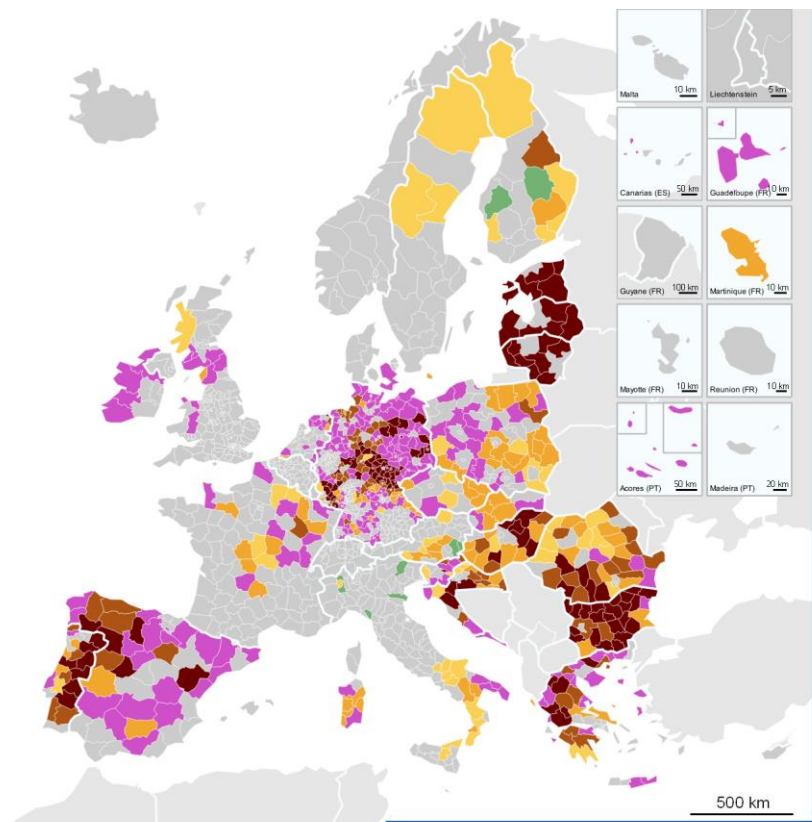 Malta
10 km
Liechtenstein
5 km
Canarias (ES)
50 km
Guadeloupe (FR)
10 km
Guyane (FR)
100 km
Martinique (FR)
10 km
Mayotte (FR)
10 km
Reunion (FR)
10 km
Acores (PT)
50 km
Madeira (PT)
20 km
500 km